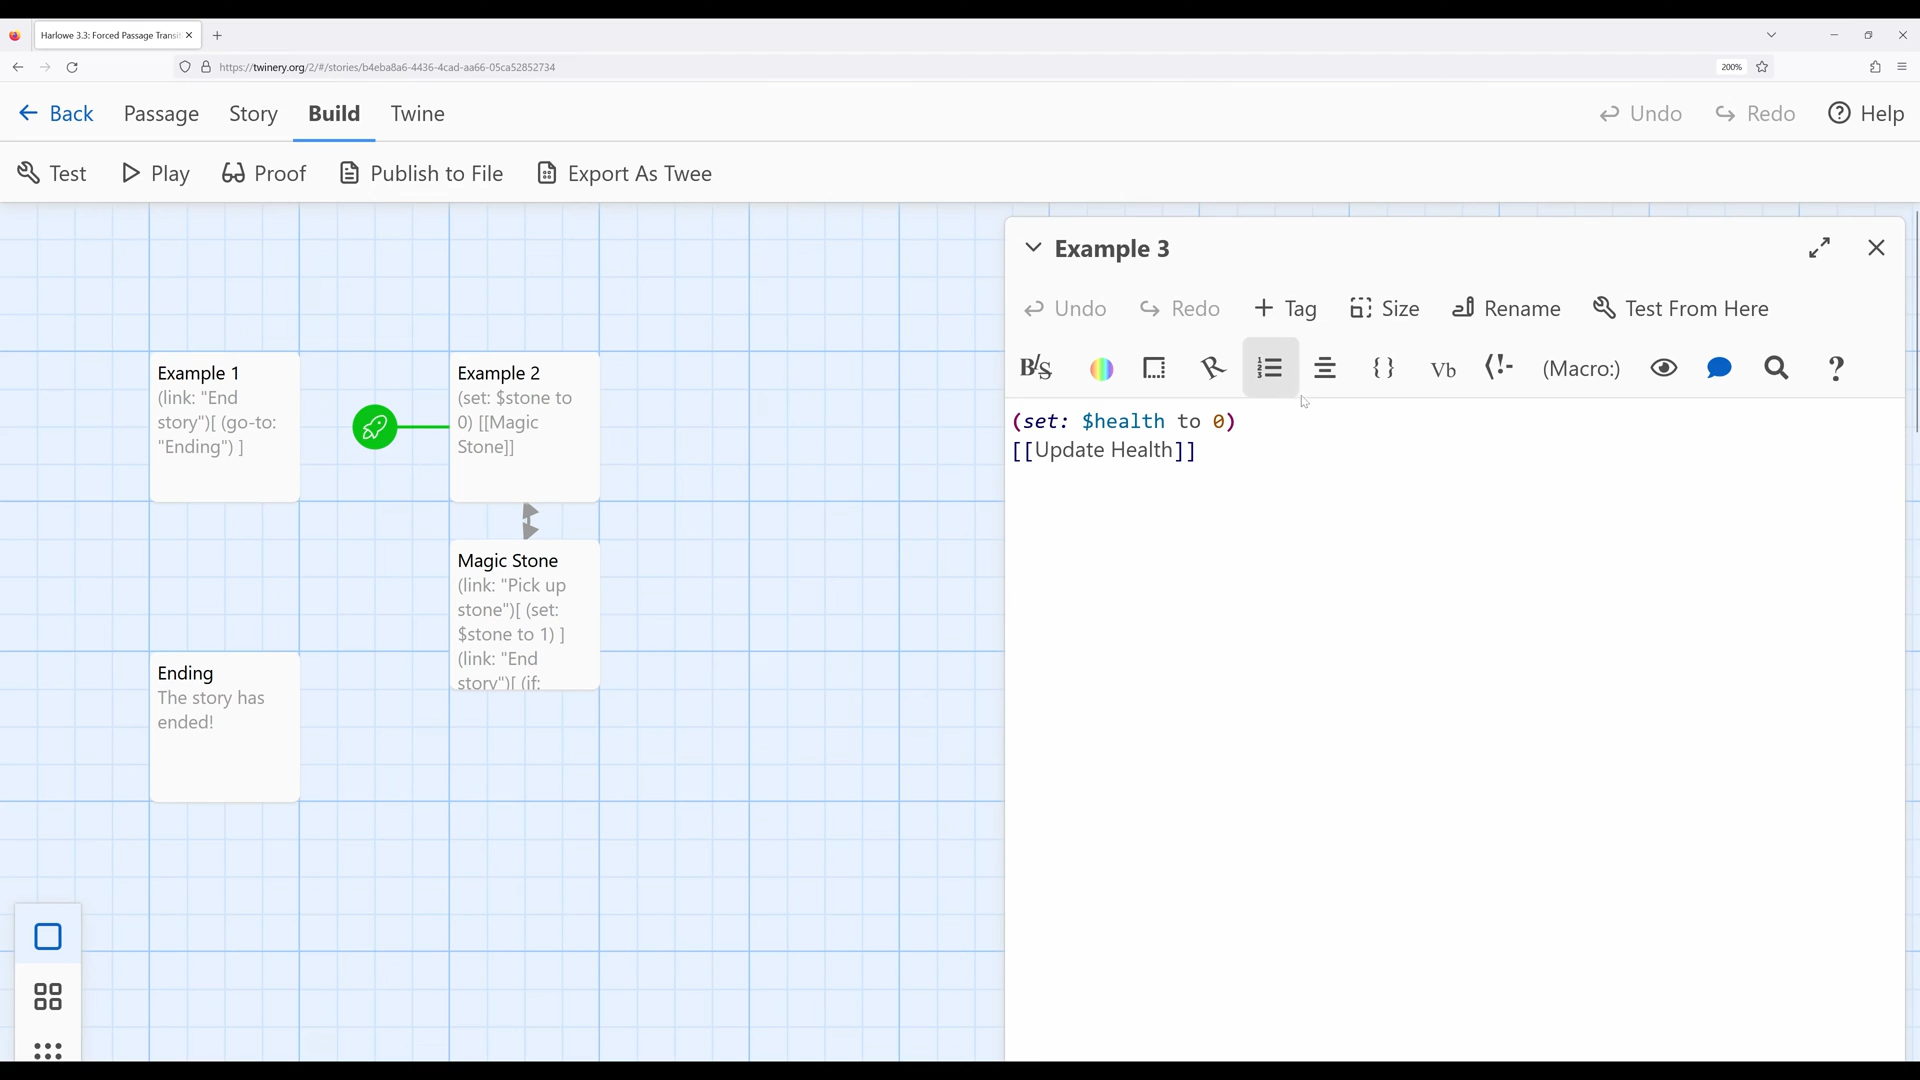 Harlowe 3.3: Forced Passage Transit
https://twinery.org/2/#/stories/b4eba8a6-4436-4cad-aa66-05ca52852734
200%
Back
Passage
Story
Build
Twine
Undo
Redo
Help
Test
Play
Proof
Publish to File
Export As Twee
Example 1
(link: "End
story")[ (go-to:
"Ending") ]
Example 2
(set: $stone to
0) [[Magic
Stone]]
Magic Stone
(link: "Pick up
stone")[ (set:
$stone to 1) ]
(link: "End
story")[ (if:
Ending
The story has
ended!
Example 3
Undo
Redo
+ Tag
Size
Rename
Test From Here
B/S
{ }
Vb
(Macro:)
?
(set: $health to 0)
[[Update Health]]